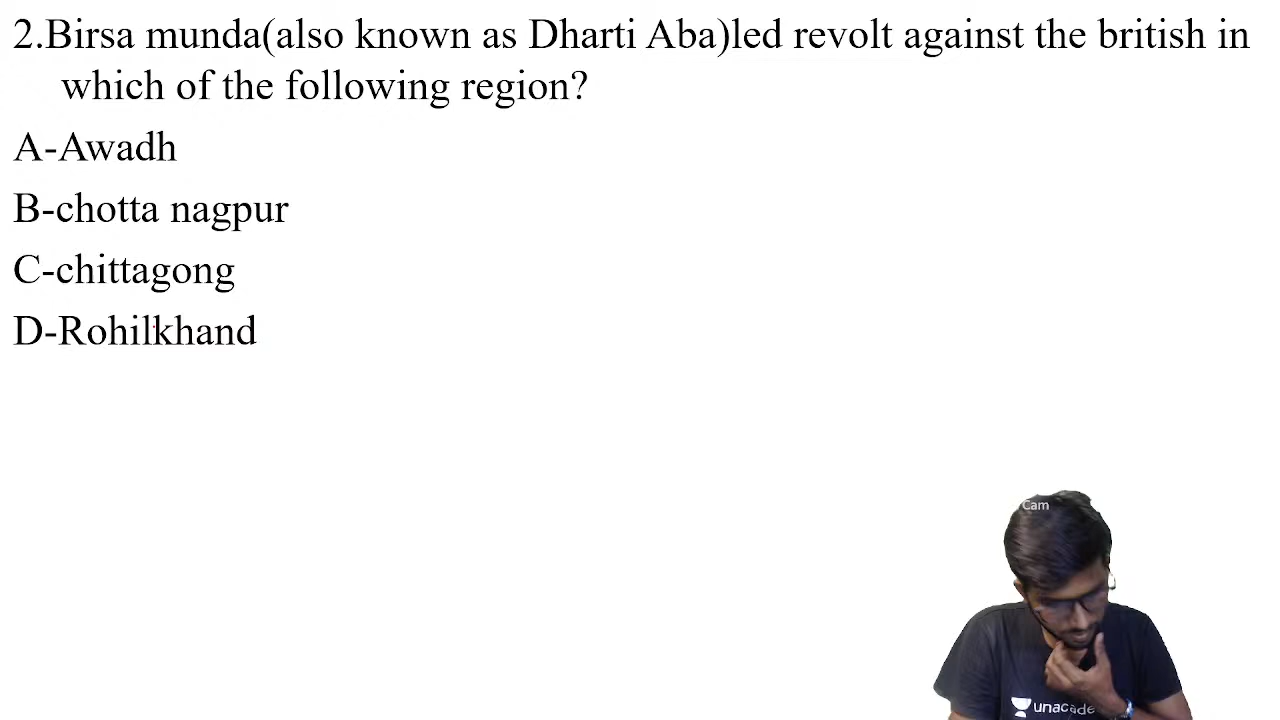 2.Birsa munda(also known as Dharti Aba)led revolt against the british in
which of the following region?
A-Awadh
B-chotta nagpur
C-chittagong
D-Rohilkhand
Cam
unacade